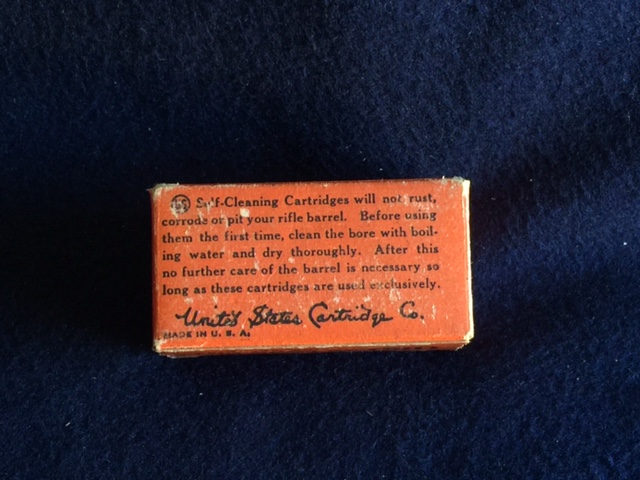 US Self-Cleaning Cartridges will not rust,
corrode or pit your rifle barrel. Before using
them the first time, clean the bore with boil-
ing water and dry thoroughly. After this
no further care of the barrel is necessary so
long as these cartridges are used exclusively.
United States Cartridge Co.
MADE IN U. S. A.